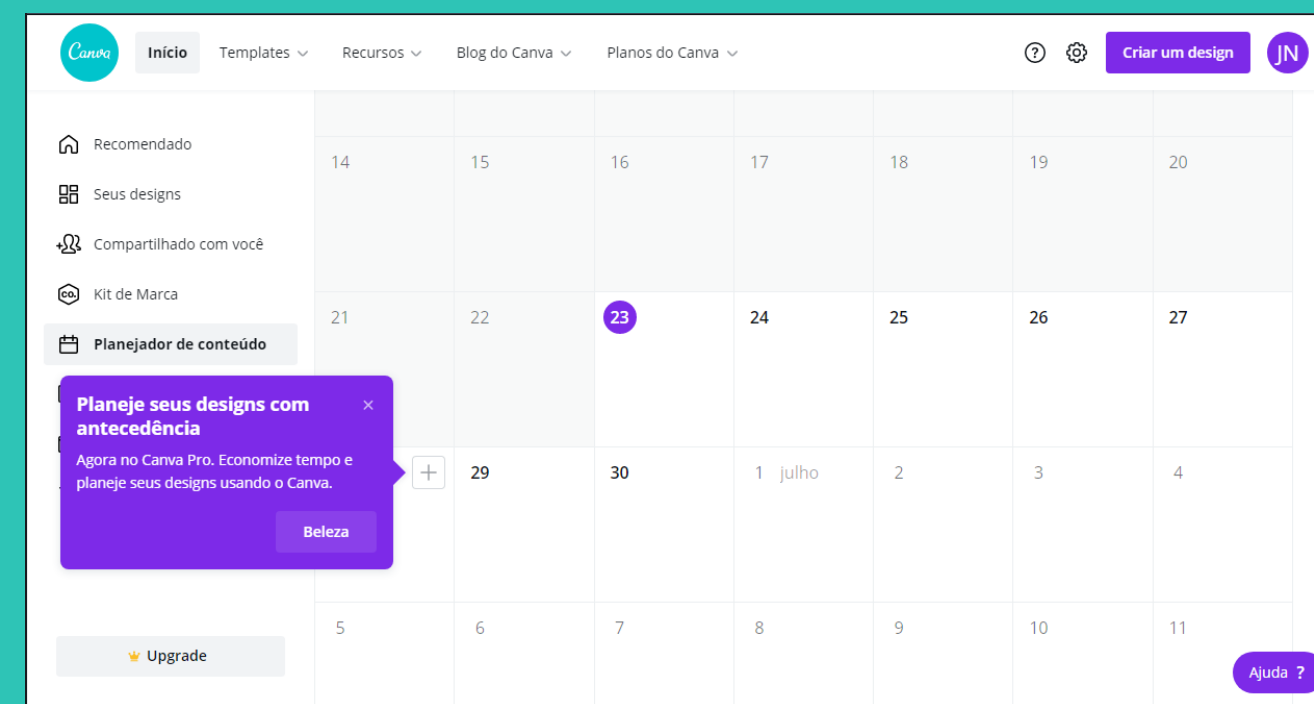 Canva
Início
Templates
Recursos
Blog do Canva
Planos do Canva
Criar um design
JN
Recomendado
Seus designs
Compartilhado com você
CO.
Kit de Marca
Planejador de conteúdo
Planeje seus designs com
antecedência
Agora no Canva Pro. Economize tempo e
planeje seus designs usando o Canva.
Beleza
Upgrade
14 15 16 17 18 19 20
21 22 23 24 25 26 27
29 30 1 julho 2 3 4
5 6 7 8 9 10 11
Ajuda ?